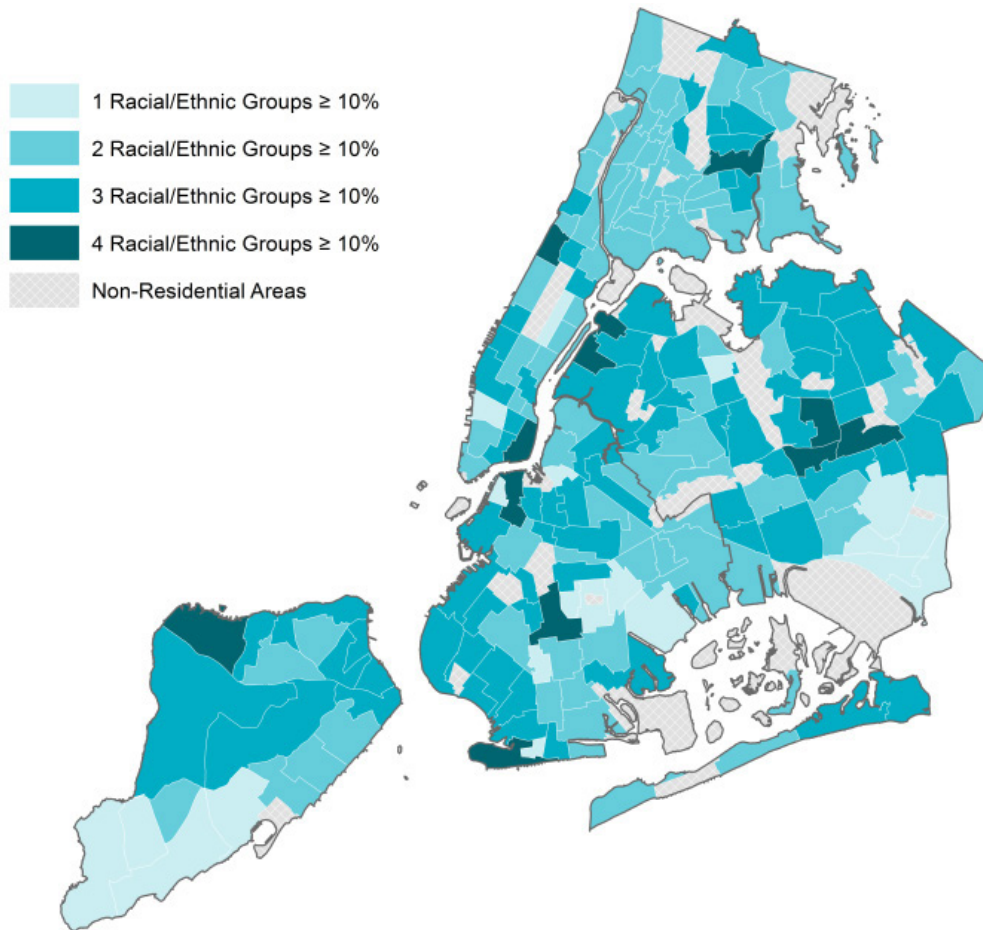 1 Racial/Ethnic Groups ≥ 10%
2 Racial/Ethnic Groups ≥ 10%
3 Racial/Ethnic Groups ≥ 10%
4 Racial/Ethnic Groups ≥ 10%
Non-Residential Areas